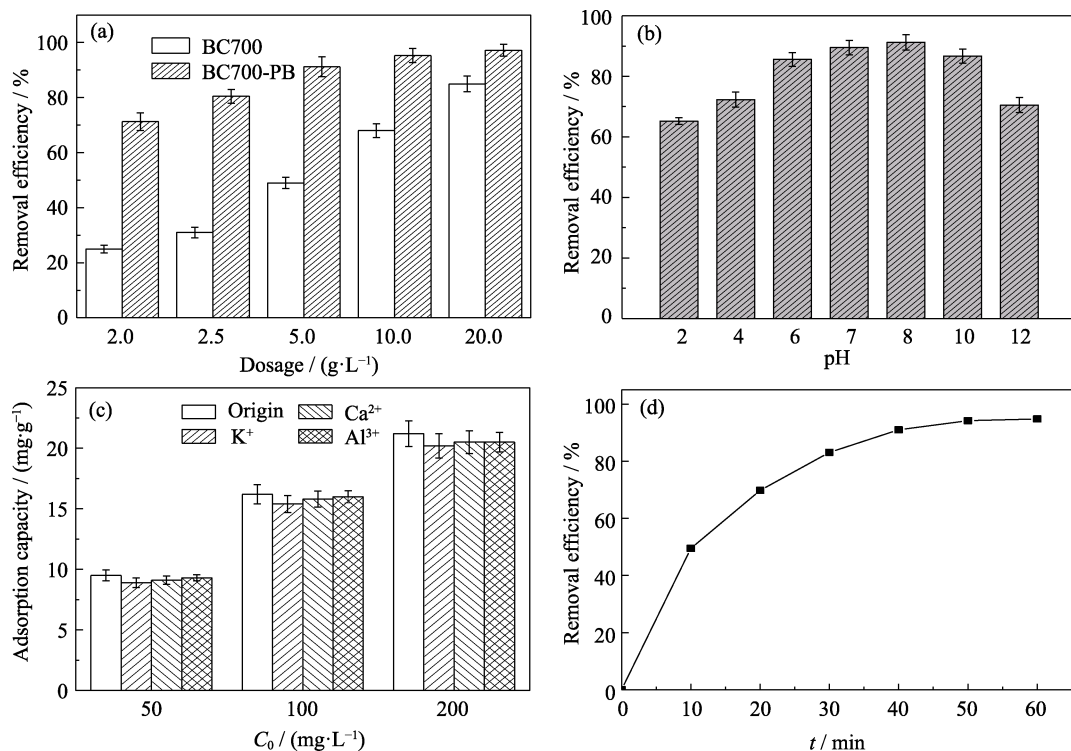 (a)
BC700
BC700-PB
100
80
60
40
20
0
Removal efficiency / %
2.0 2.5 5.0 10.0 20.0
Dosage / (g·L⁻¹)
(b)
100
80
60
40
20
0
Removal efficiency / %
2 4 6 7 8 10 12
pH
(c)
Origin Ca²⁺
K⁺ Al³⁺
25
20
15
10
5
0
Adsorption capacity / (mg·g⁻¹)
50 100 200
C₀ / (mg·L⁻¹)
(d)
100
80
60
40
20
0
Removal efficiency / %
0 10 20 30 40 50 60
t / min